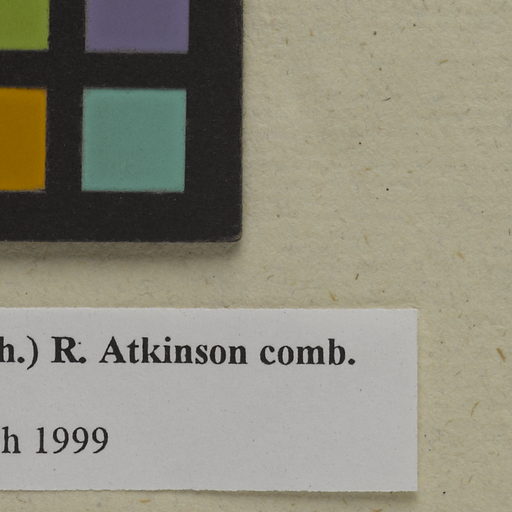 h.) R. Atkinson comb.
h 1999